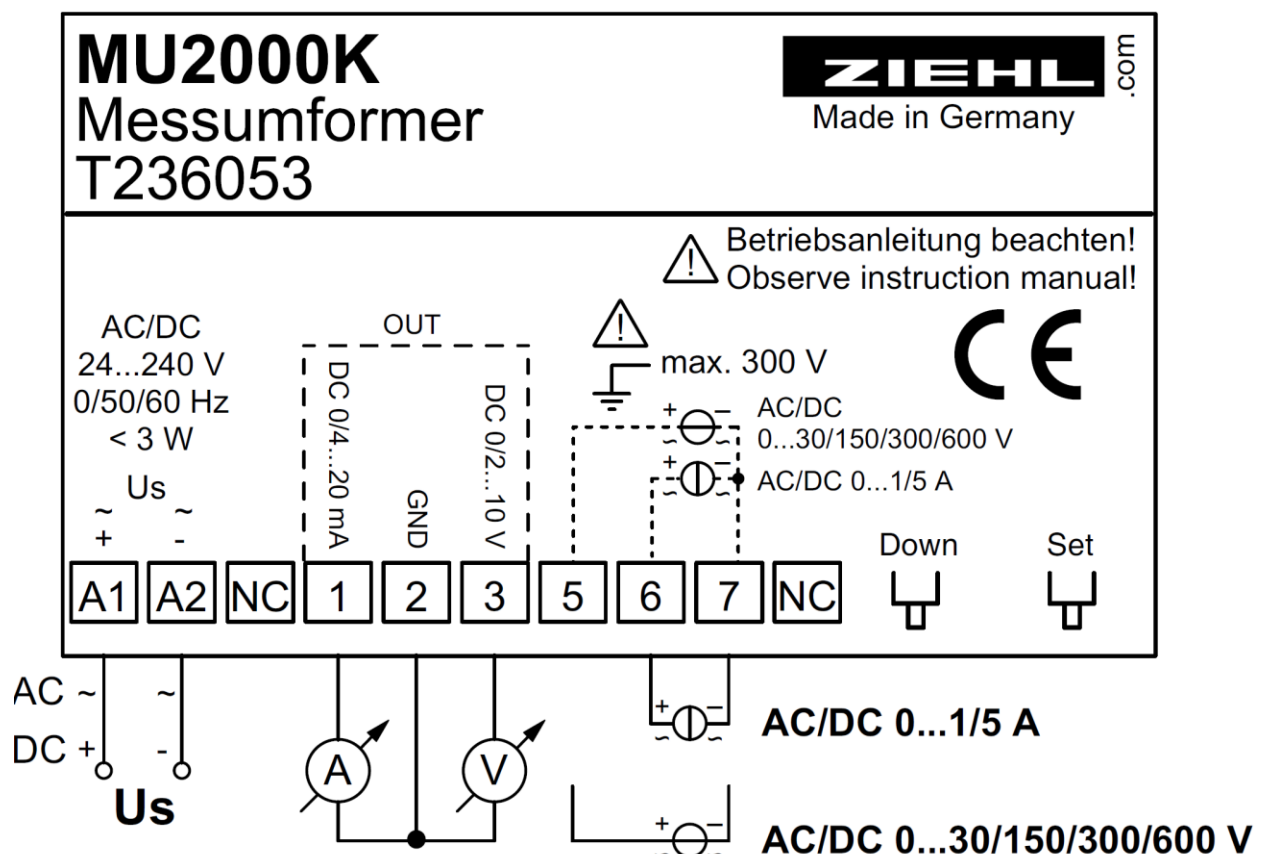 MU2000K
Messumformer
T236053
ZIEHL
.com
Made in Germany
Betriebsanleitung beachten!
Observe instruction manual!
CE
AC/DC
24...240 V
0/50/60 Hz
< 3 W
Us
~ ~
+ -
OUT
DC 0/4...20 mA
GND
DC 0/2...10 V
! max. 300 V
+ − AC/DC
~ ~ 0...30/150/300/600 V
+ − AC/DC 0...1/5 A
~ ~
Down
Set
A1 A2 NC 1 2 3 5 6 7 NC
AC ~ ~
DC + -
Us
A
V
+ −
~ ~
AC/DC 0...1/5 A
+ −
AC/DC 0...30/150/300/600 V